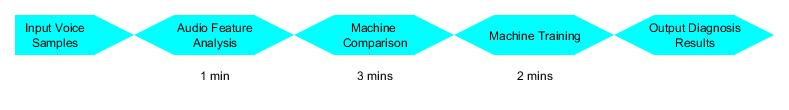 Input Voice
Samples
Audio Feature
Analysis
Machine
Comparison
Machine Training
Output Diagnosis
Results
1 min
3 mins
2 mins